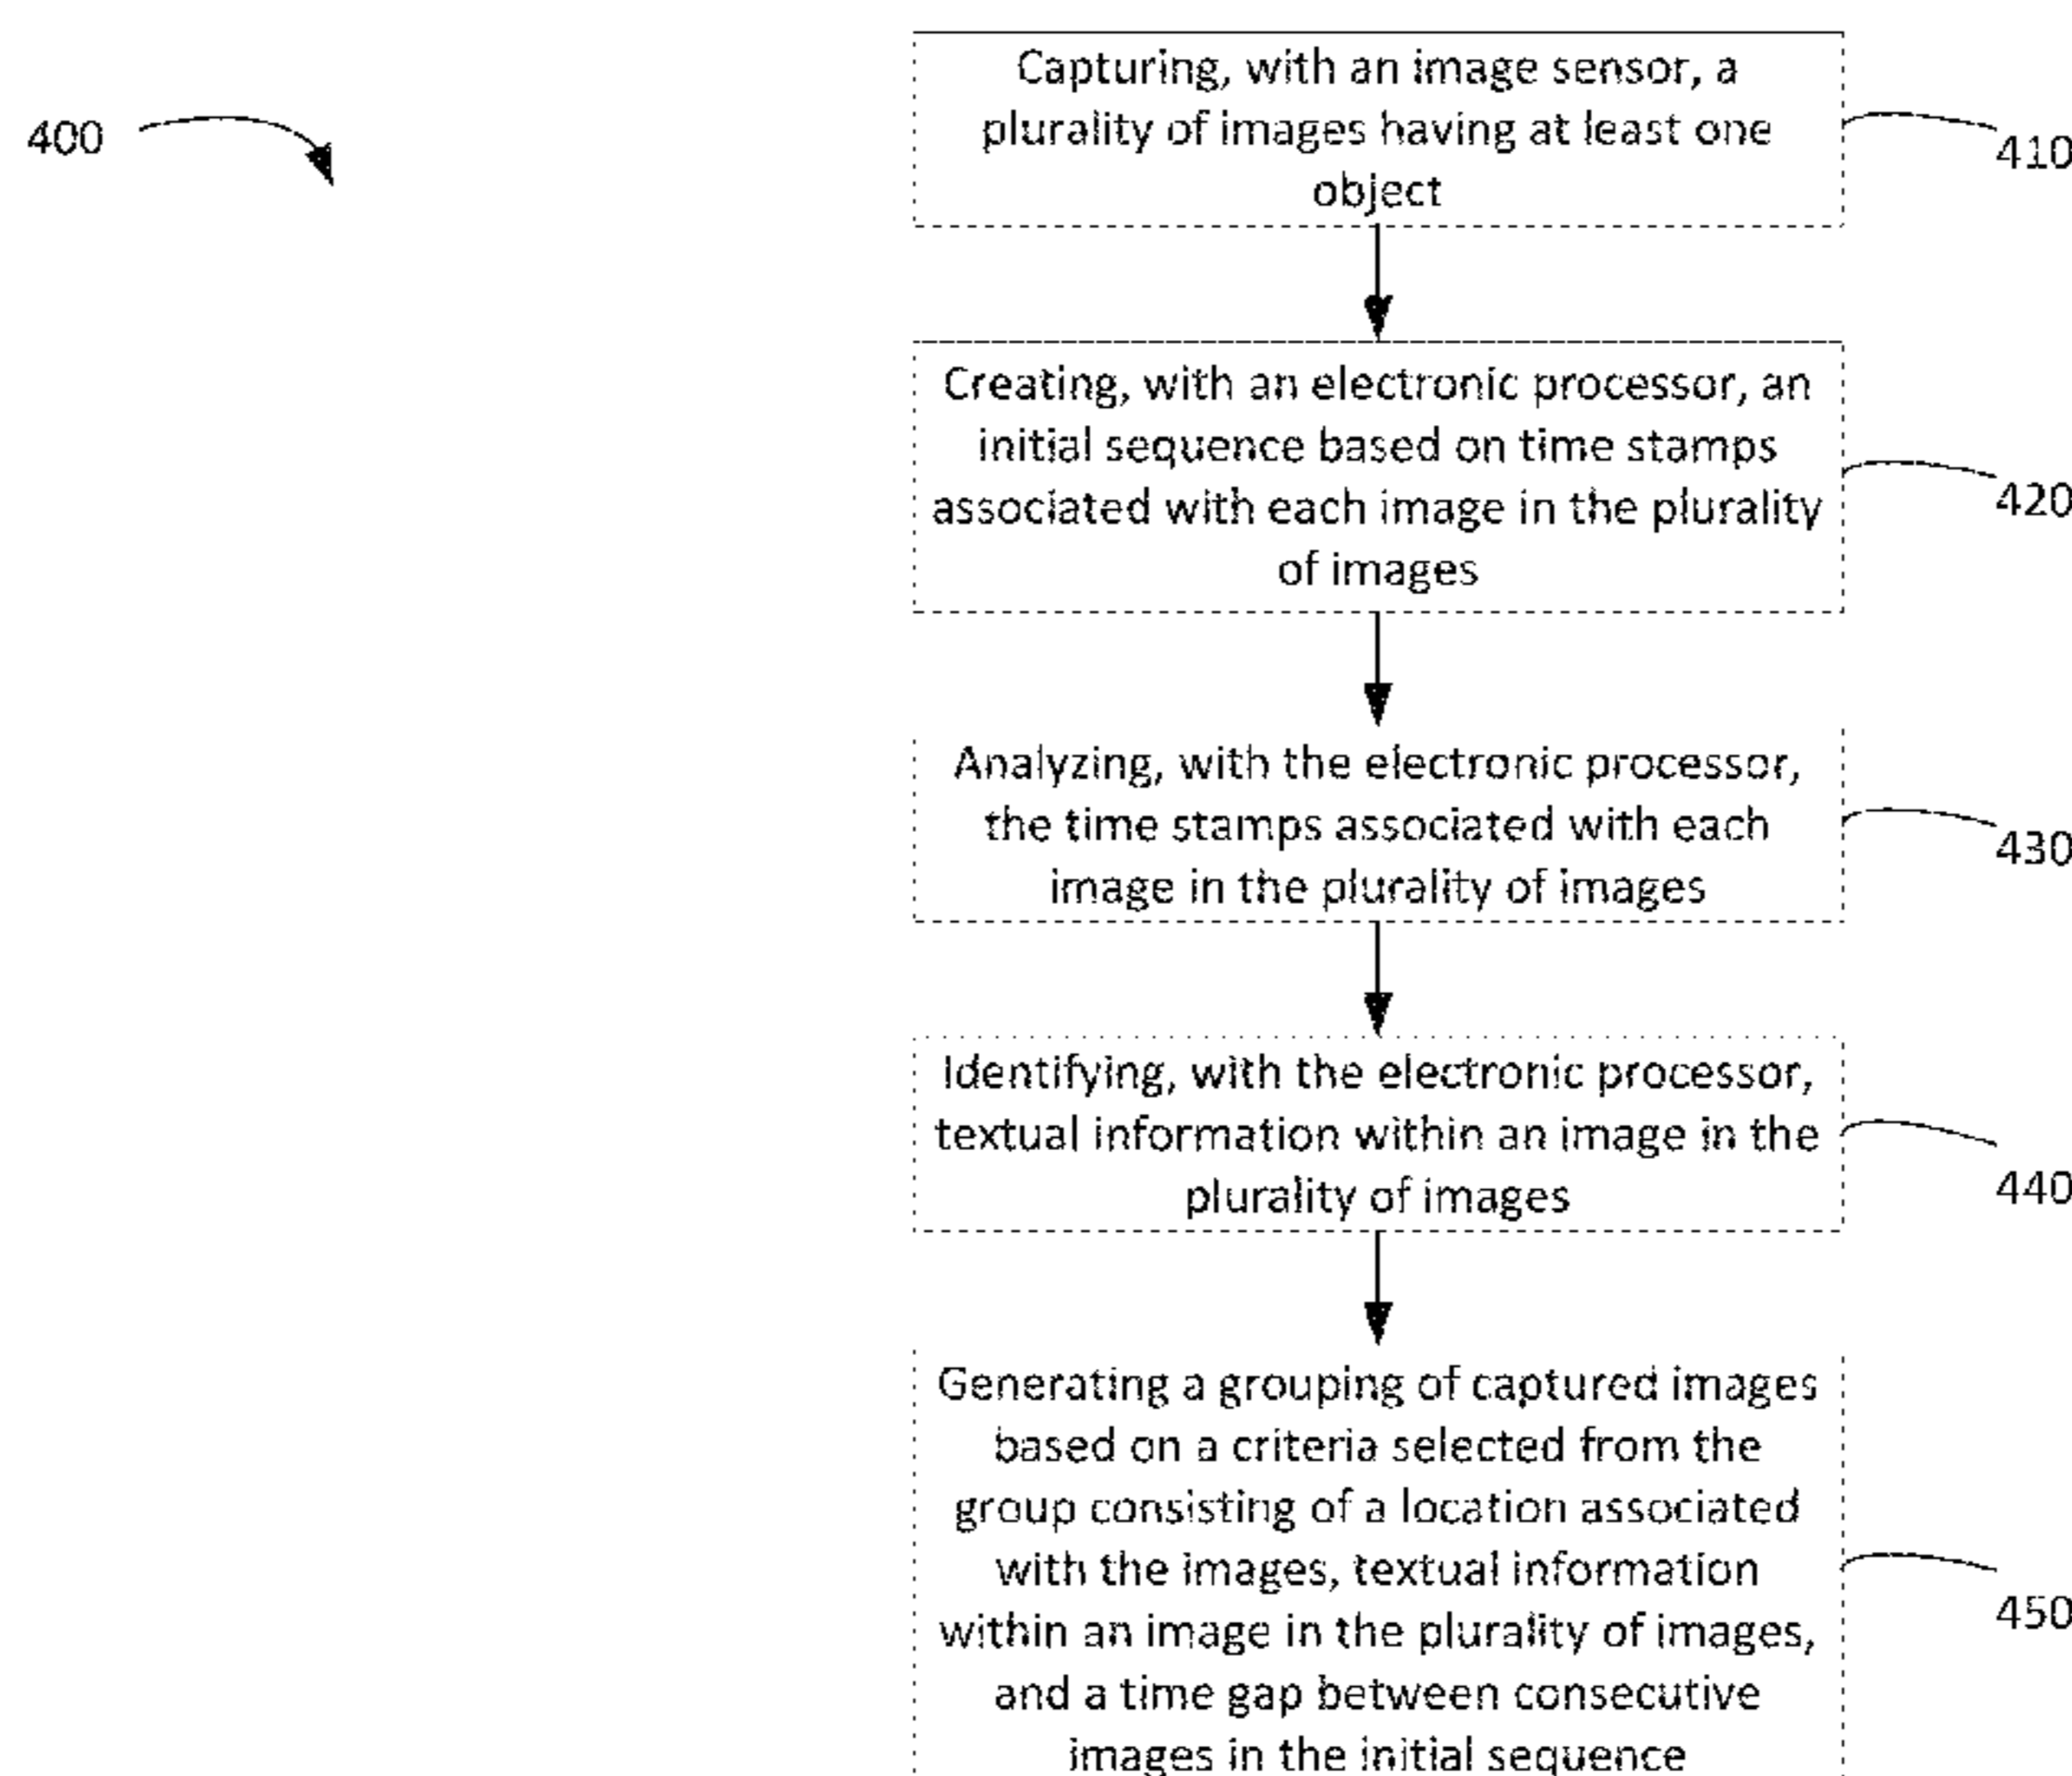 400
Capturing, with an image sensor, a
plurality of images having at least one
object
410
Creating, with an electronic processor, an
initial sequence based on time stamps
associated with each image in the plurality
of images
420
Analyzing, with the electronic processor,
the time stamps associated with each
image in the plurality of images
430
Identifying, with the electronic processor,
textual information within an image in the
plurality of images
440
Generating a grouping of captured images
based on a criteria selected from the
group consisting of a location associated
with the images, textual information
within an image in the plurality of images,
and a time gap between consecutive
images in the initial sequence
450